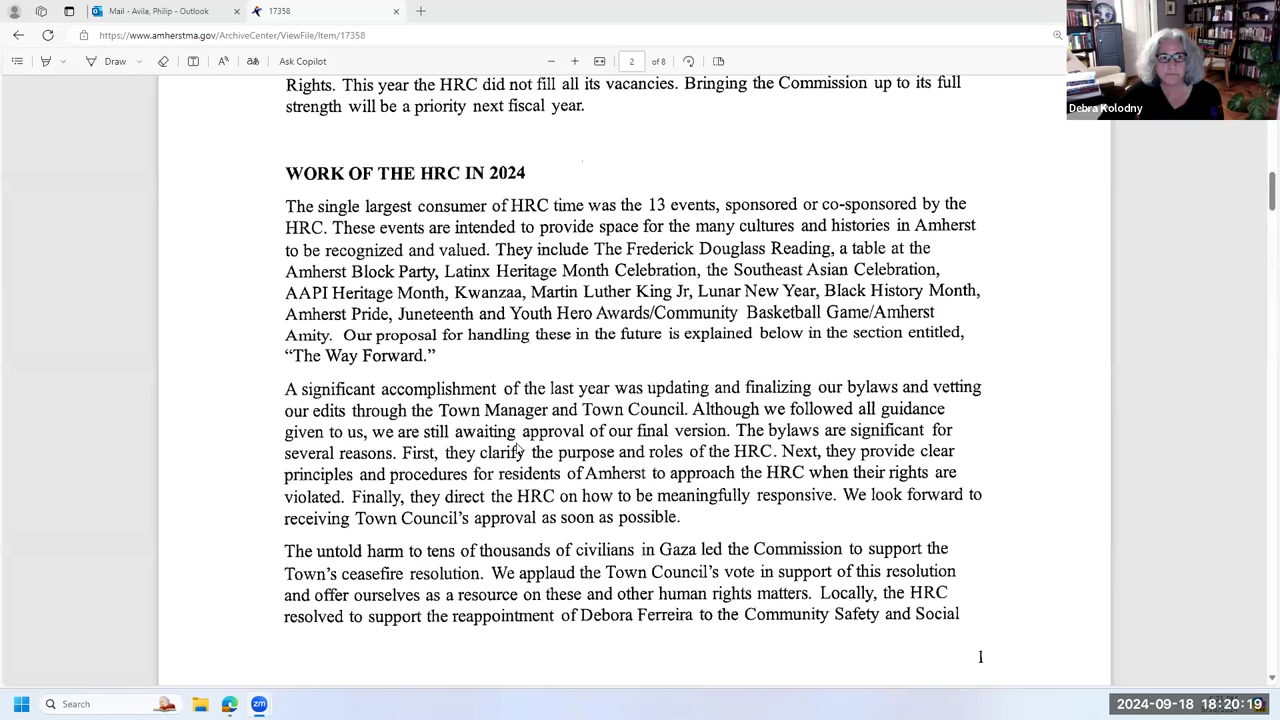 Mail - Avila, Philip - Outlook
17358
https://www.amherstma.gov/ArchiveCenter/ViewFile/Item/17358
Draw
Ask Copilot
2 of 8
Debra Kolodny
Rights. This year the HRC did not fill all its vacancies. Bringing the Commission up to its full
strength will be a priority next fiscal year.
WORK OF THE HRC IN 2024
The single largest consumer of HRC time was the 13 events, sponsored or co-sponsored by the
HRC. These events are intended to provide space for the many cultures and histories in Amherst
to be recognized and valued. They include The Frederick Douglass Reading, a table at the
Amherst Block Party, Latinx Heritage Month Celebration, the Southeast Asian Celebration,
AAPI Heritage Month, Kwanzaa, Martin Luther King Jr, Lunar New Year, Black History Month,
Amherst Pride, Juneteenth and Youth Hero Awards/Community Basketball Game/Amherst
Amity. Our proposal for handling these in the future is explained below in the section entitled,
“The Way Forward.”
A significant accomplishment of the last year was updating and finalizing our bylaws and vetting
our edits through the Town Manager and Town Council. Although we followed all guidance
given to us, we are still awaiting approval of our final version. The bylaws are significant for
several reasons. First, they clarify the purpose and roles of the HRC. Next, they provide clear
principles and procedures for residents of Amherst to approach the HRC when their rights are
violated. Finally, they direct the HRC on how to be meaningfully responsive. We look forward to
receiving Town Council’s approval as soon as possible.
The untold harm to tens of thousands of civilians in Gaza led the Commission to support the
Town’s ceasefire resolution. We applaud the Town Council’s vote in support of this resolution
and offer ourselves as a resource on these and other human rights matters. Locally, the HRC
resolved to support the reappointment of Debora Ferreira to the Community Safety and Social
1
Search
zm
2024-09-18 18:20:19